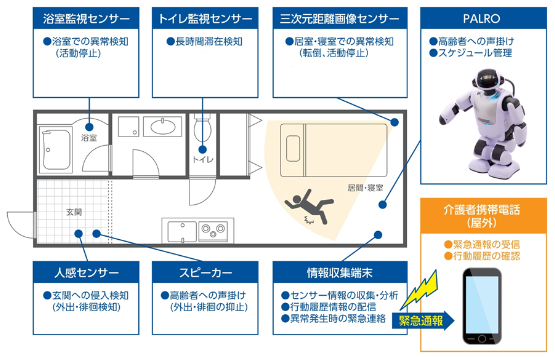 浴室監視センサー
●浴室での異常検知
(活動停止)
トイレ監視センサー
●長時間滞在検知
三次元距離画像センサー
●居室・寝室での異常検知
(転倒、活動停止)
PALRO
●高齢者への声掛け
●スケジュール管理
浴室
トイレ
居間・寝室
玄関
人感センサー
●玄関への侵入検知
(外出・徘徊検知)
スピーカー
●高齢者への声掛け
(外出・徘徊の抑止)
情報収集端末
●センサー情報の収集・分析
●行動履歴情報の配信
●異常発生時の緊急連絡
緊急通報
介護者携帯電話
(屋外)
●緊急通報の受信
●行動履歴の確認